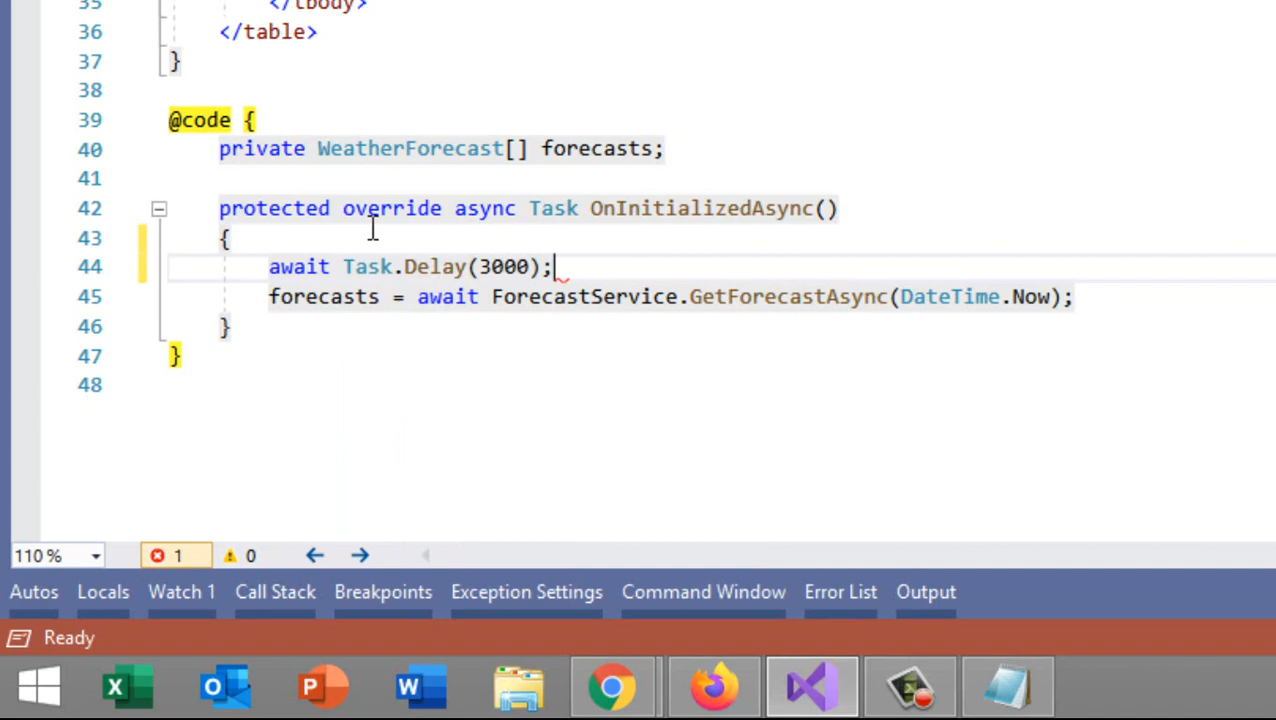 35 </tbody>
36 </table>
37 }
38
39 @code {
40 private WeatherForecast[] forecasts;
41
42 protected override async Task OnInitializedAsync()
43 {
44 await Task.Delay(3000);
45 forecasts = await ForecastService.GetForecastAsync(DateTime.Now);
46 }
47 }
48
110 % 1 0
Autos Locals Watch 1 Call Stack Breakpoints Exception Settings Command Window Error List Output
Ready
X O P W